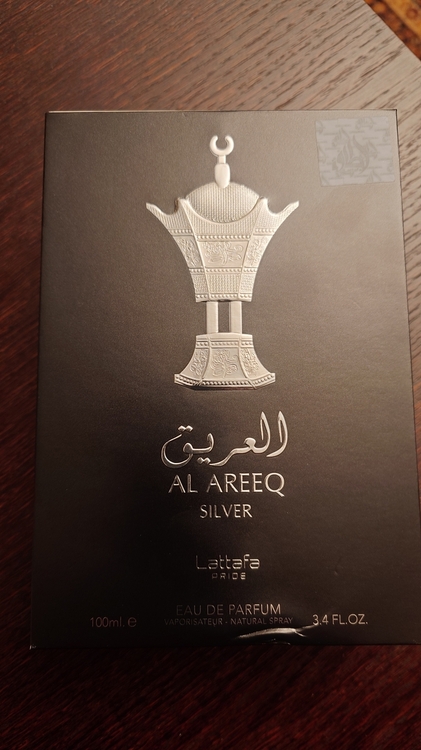 العريق
AL AREEQ
SILVER
Lattafa
PRIDE
EAU DE PARFUM
100ml. e VAPORISATEUR - NATURAL SPRAY 3.4 FL.OZ.